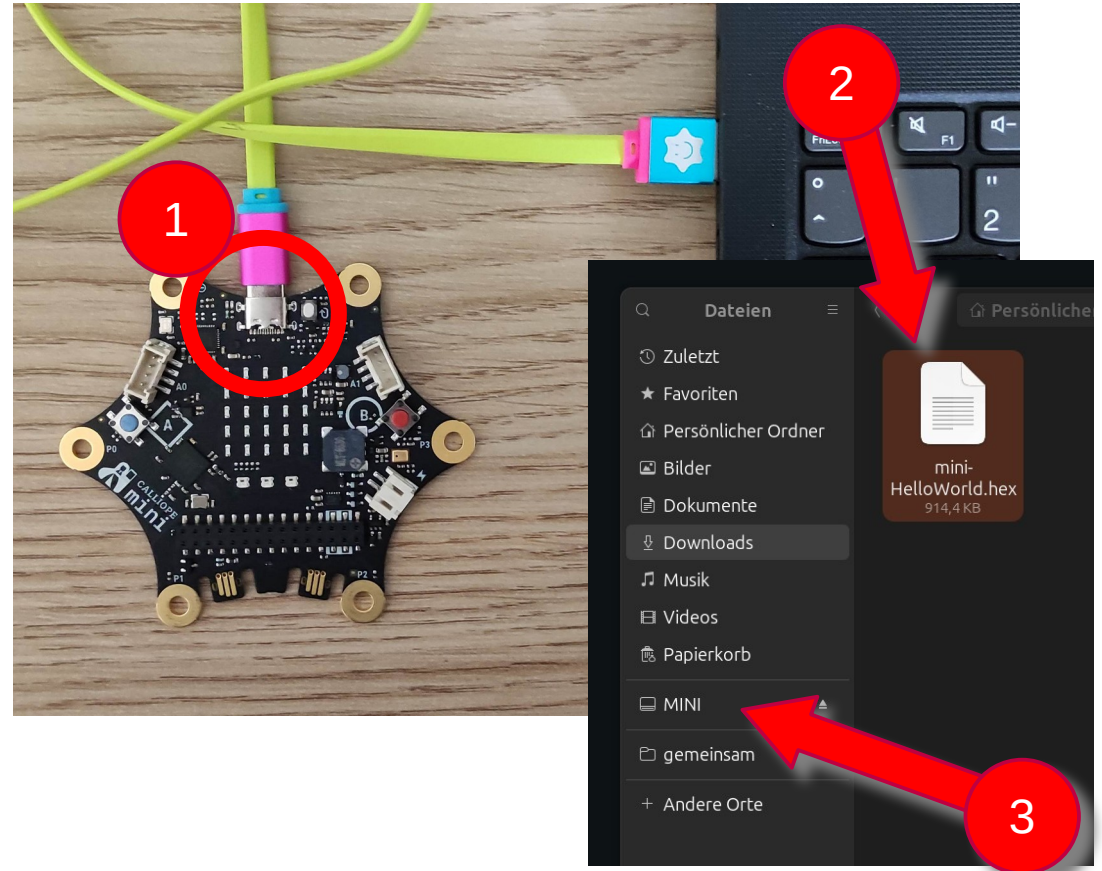 1
2
3
A0
A1
A
B
P0
P3
CALLIOPE
mini
P1
P2
F1
o
^
"
2
Dateien
Persönlicher
Zuletzt
Favoriten
Persönlicher Ordner
Bilder
Dokumente
Downloads
Musik
Videos
Papierkorb
MINI
gemeinsam
+ Andere Orte
mini-
HelloWorld.hex
914,4 KB